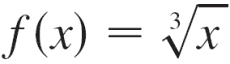 f(x) = ∛x